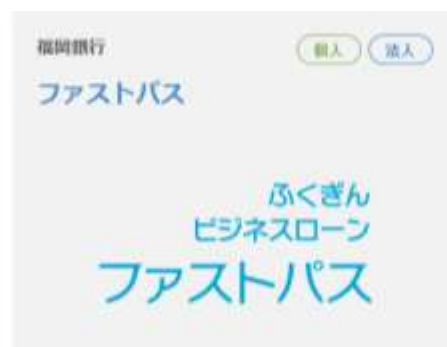 福岡銀行
個人
法人
ファストパス
ふくぎん
ビジネスローン
ファストパス